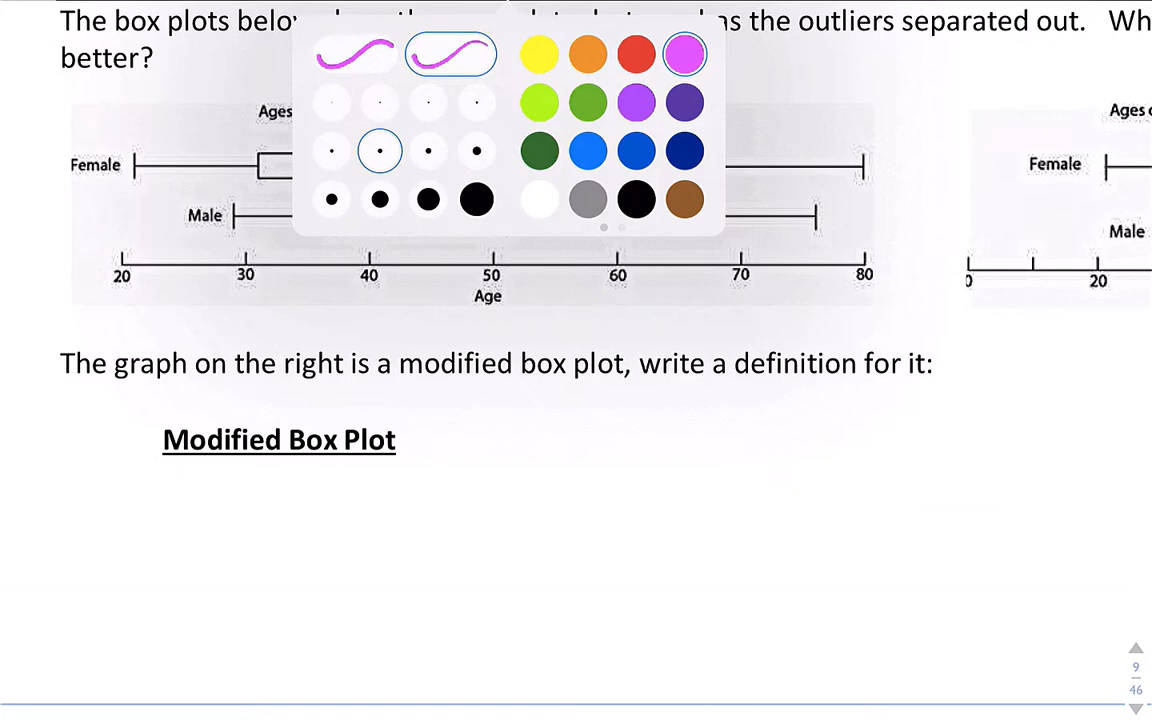 The box plots as the outliers separated out. Wh
better?
Ages Ages
Female Female
Male Male
20 30 40 50 60 70 80 0 20
Age
The graph on the right is a modified box plot, write a definition for it:
Modified Box Plot
9
46